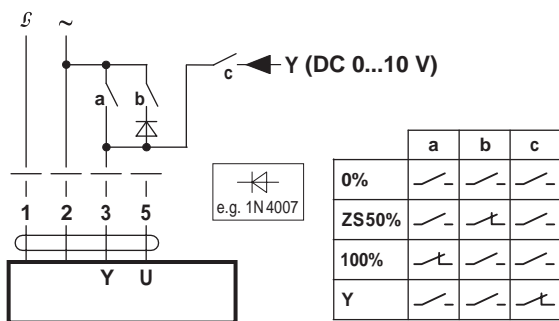 ~
a
b
c
Y (DC 0...10 V)
e.g. 1N4007
1 2 3 5
Y U
a b c
0%
ZS50%
100%
Y